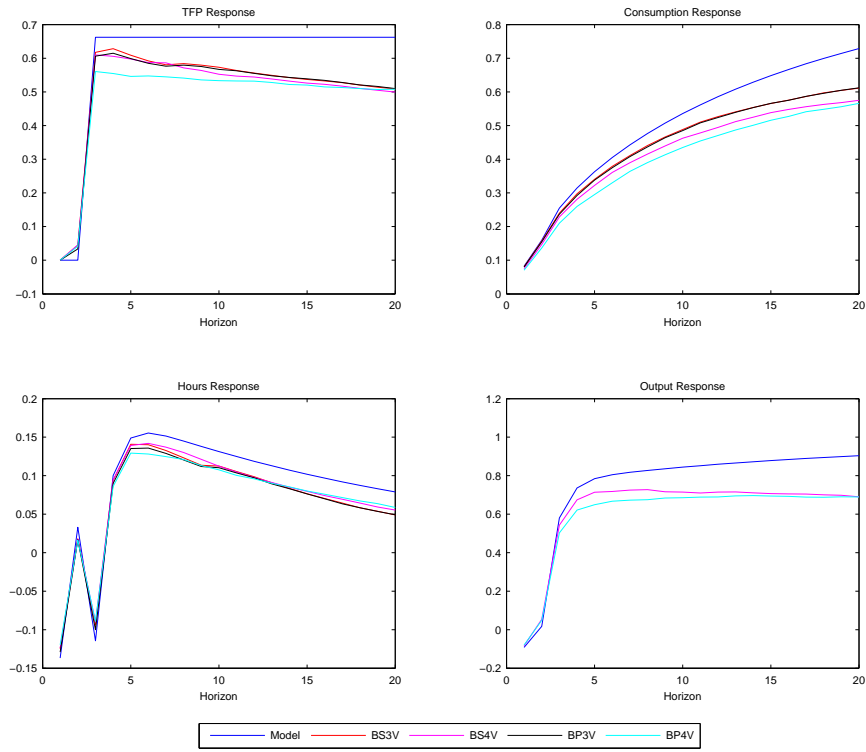 TFP Response
0.7
0.6
0.5
0.4
0.3
0.2
0.1
0
−0.1
0 5 10 15 20
Horizon
Consumption Response
0.8
0.7
0.6
0.5
0.4
0.3
0.2
0.1
0
0 5 10 15 20
Horizon
Hours Response
0.2
0.15
0.1
0.05
0
−0.05
−0.1
−0.15
0 5 10 15 20
Horizon
Output Response
1.2
1
0.8
0.6
0.4
0.2
0
−0.2
0 5 10 15 20
Horizon
Model BS3V BS4V BP3V BP4V